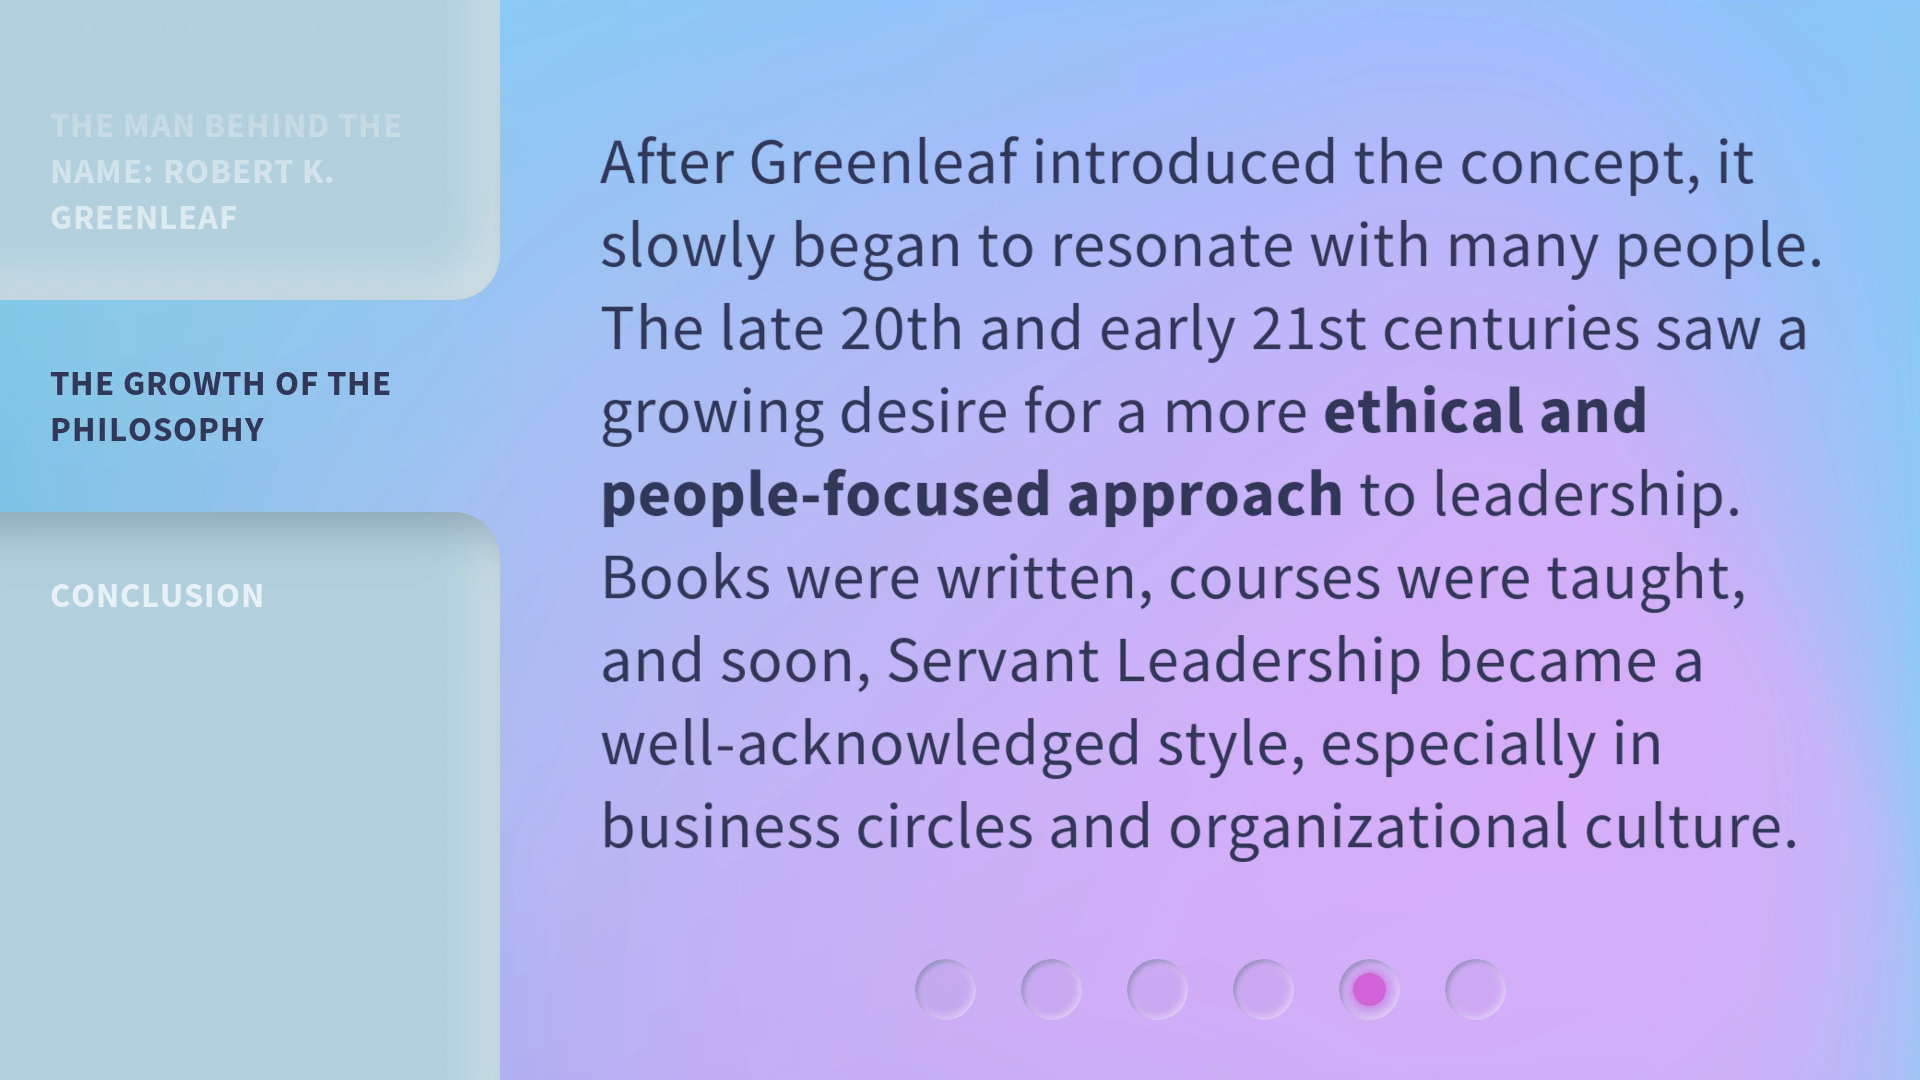 THE MAN BEHIND THE
NAME: ROBERT K.
GREENLEAF
THE GROWTH OF THE
PHILOSOPHY
CONCLUSION
After Greenleaf introduced the concept, it
slowly began to resonate with many people.
The late 20th and early 21st centuries saw a
growing desire for a more ethical and
people-focused approach to leadership.
Books were written, courses were taught,
and soon, Servant Leadership became a
well-acknowledged style, especially in
business circles and organizational culture.